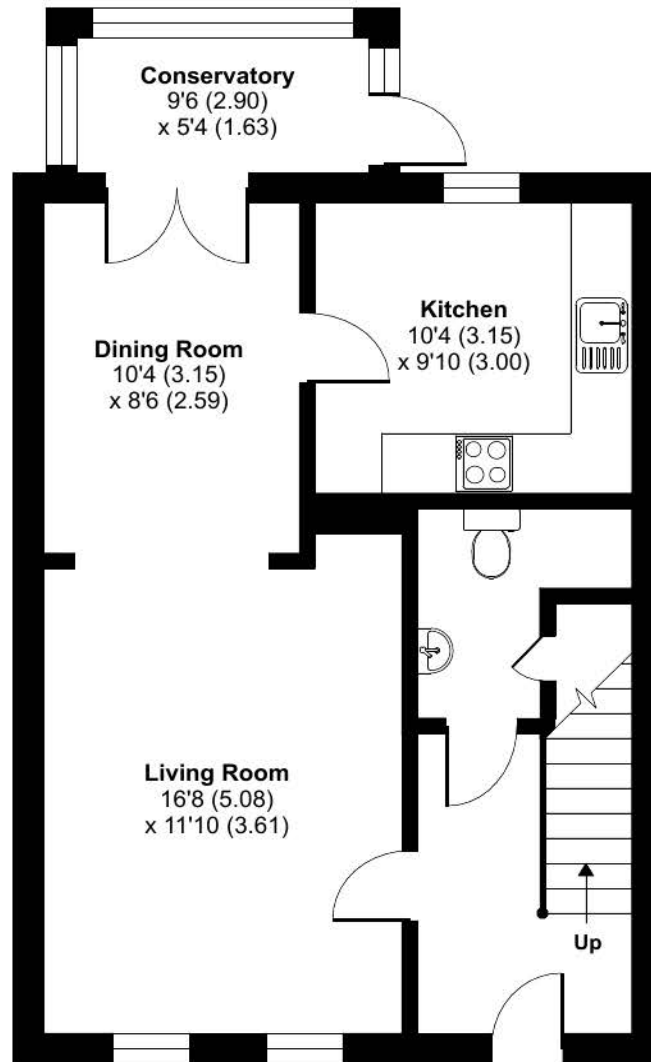 Conservatory
9'6 (2.90)
x 5'4 (1.63)
Kitchen
10'4 (3.15)
x 9'10 (3.00)
Dining Room
10'4 (3.15)
x 8'6 (2.59)
Living Room
16'8 (5.08)
x 11'10 (3.61)
Up